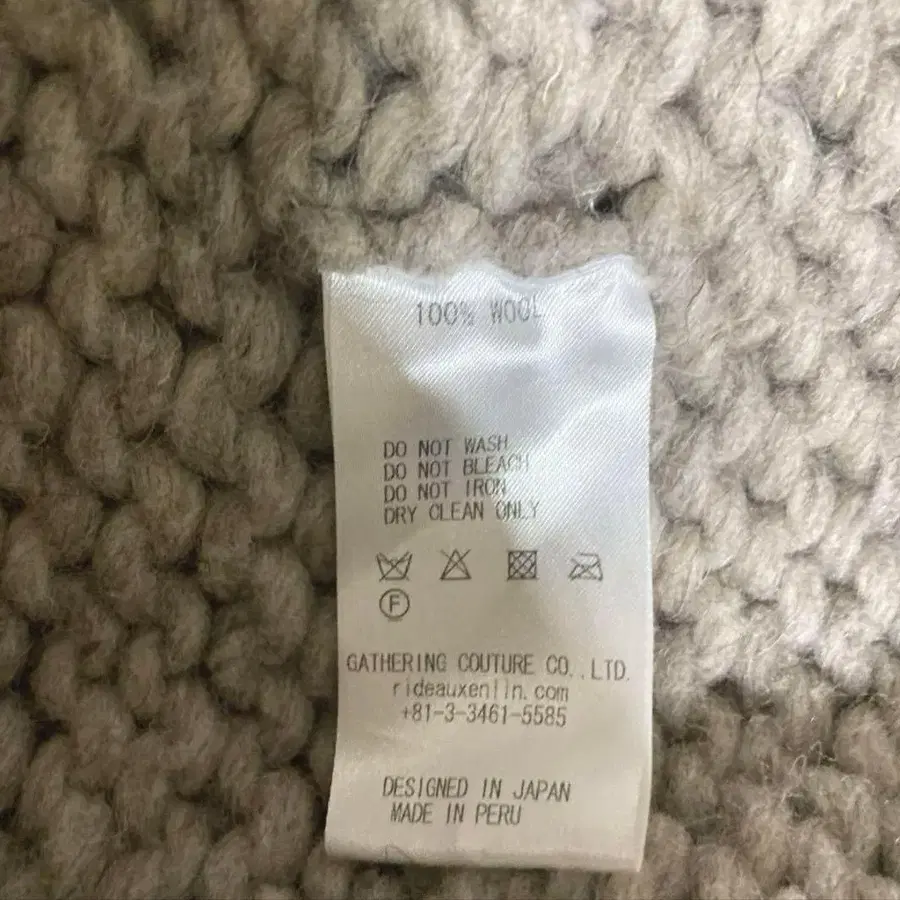 100% WOOL
DO NOT WASH
DO NOT BLEACH
DO NOT IRON
DRY CLEAN ONLY
F
GATHERING COUTURE CO.,LTD.
rideauxenlin.com
+81-3-3461-5585
DESIGNED IN JAPAN
MADE IN PERU